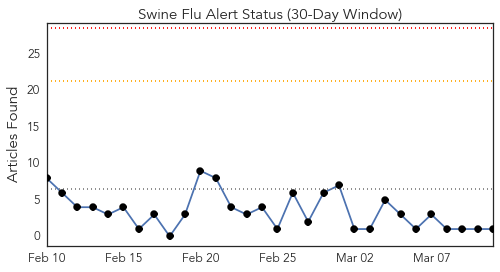 Swine Flu Alert Status (30-Day Window)
Articles Found
25
20
15
10
5
0
Feb 10
Feb 15
Feb 20
Feb 25
Mar 02
Mar 07